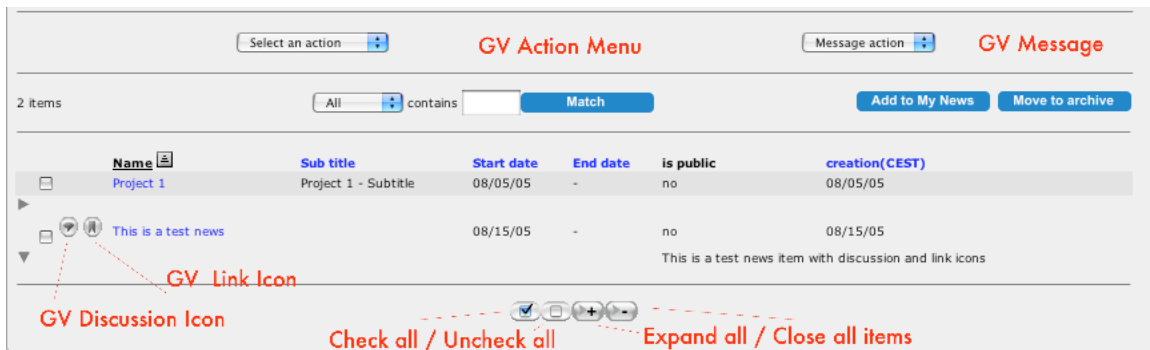 Select an action GV Action Menu Message action GV Message
2 items All contains Match Add to My News Move to archive
Name Sub title Start date End date is public creation(CEST)
Project 1 Project 1 - Subtitle 08/05/05 - no 08/05/05
This is a test news 08/15/05 - no 08/15/05
This is a test news item with discussion and link icons
GV Link Icon
GV Discussion Icon
Check all / Uncheck all Expand all / Close all items